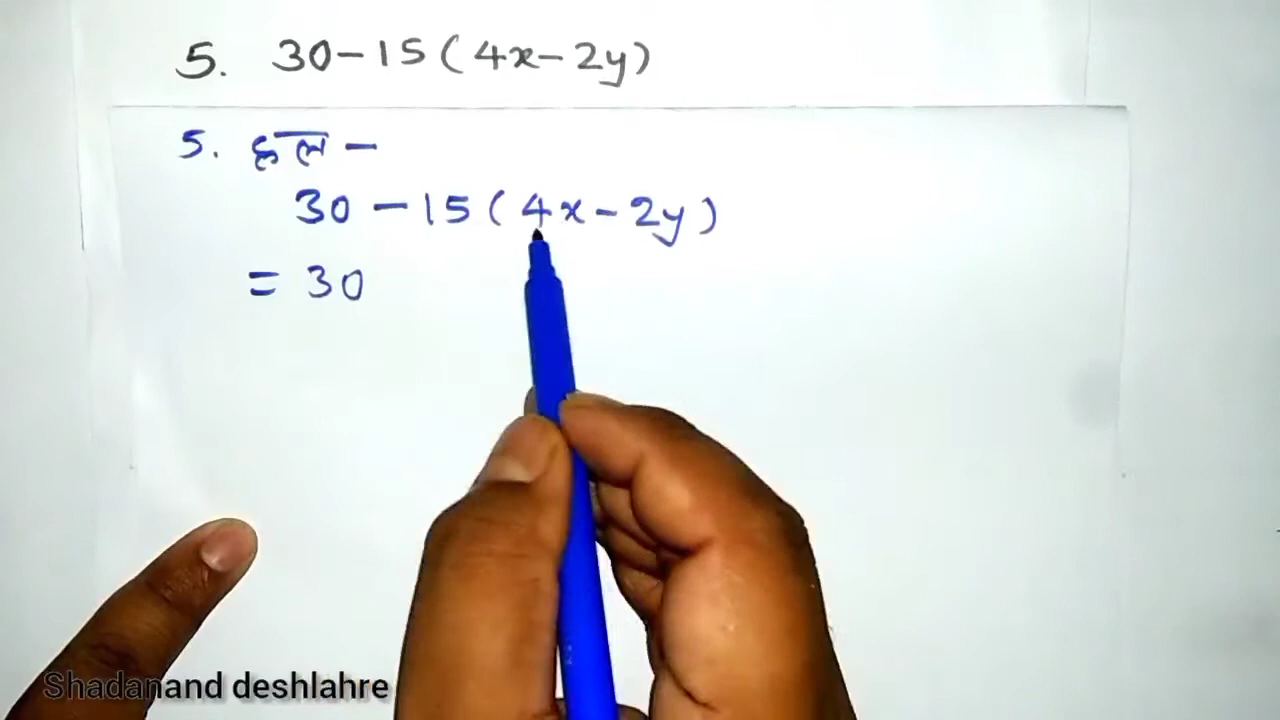 5. 30-15(4x-2y)
5. हल -
30 - 15(4x-2y)
= 30
Shadanand deshlahre